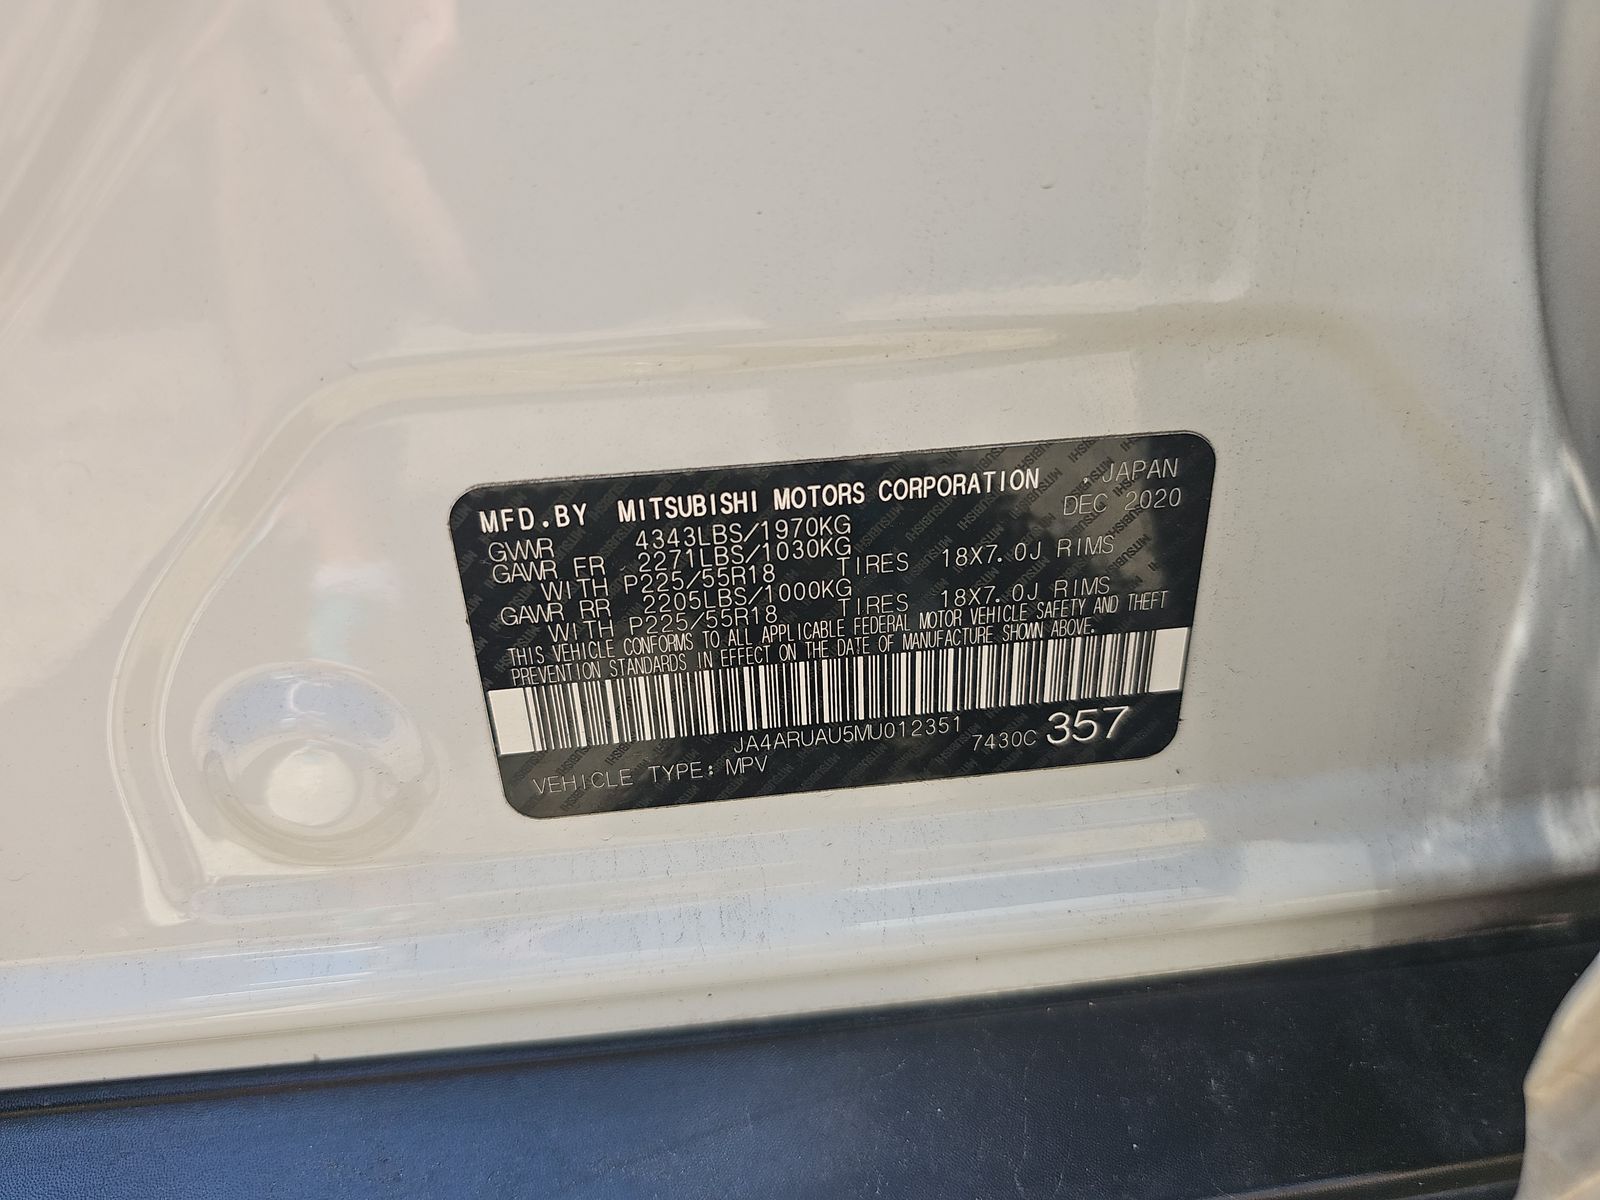 MFD.BY MITSUBISHI MOTORS CORPORATION , JAPAN
DEC 2020
GVWR 4343LBS/1970KG
GAWR FR 2271LBS/1030KG
WITH P225/55R18 TIRES 18X7.0J RIMS
GAWR RR 2205LBS/1000KG
WITH P225/55R18 TIRES 18X7.0J RIMS
THIS VEHICLE CONFORMS TO ALL APPLICABLE FEDERAL MOTOR VEHICLE SAFETY AND THEFT
PREVENTION STANDARDS IN EFFECT ON THE DATE OF MANUFACTURE SHOWN ABOVE.
JA4ARUAU5MU012351 7430C 357
VEHICLE TYPE: MPV